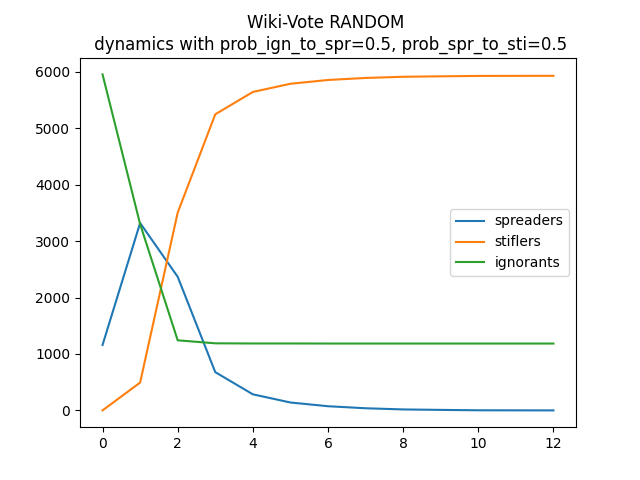 Wiki-Vote RANDOM
dynamics with prob_ign_to_spr=0.5, prob_spr_to_sti=0.5
6000
5000
4000
3000
2000
1000
0
spreaders
stiflers
ignorants
0 2 4 6 8 10 12